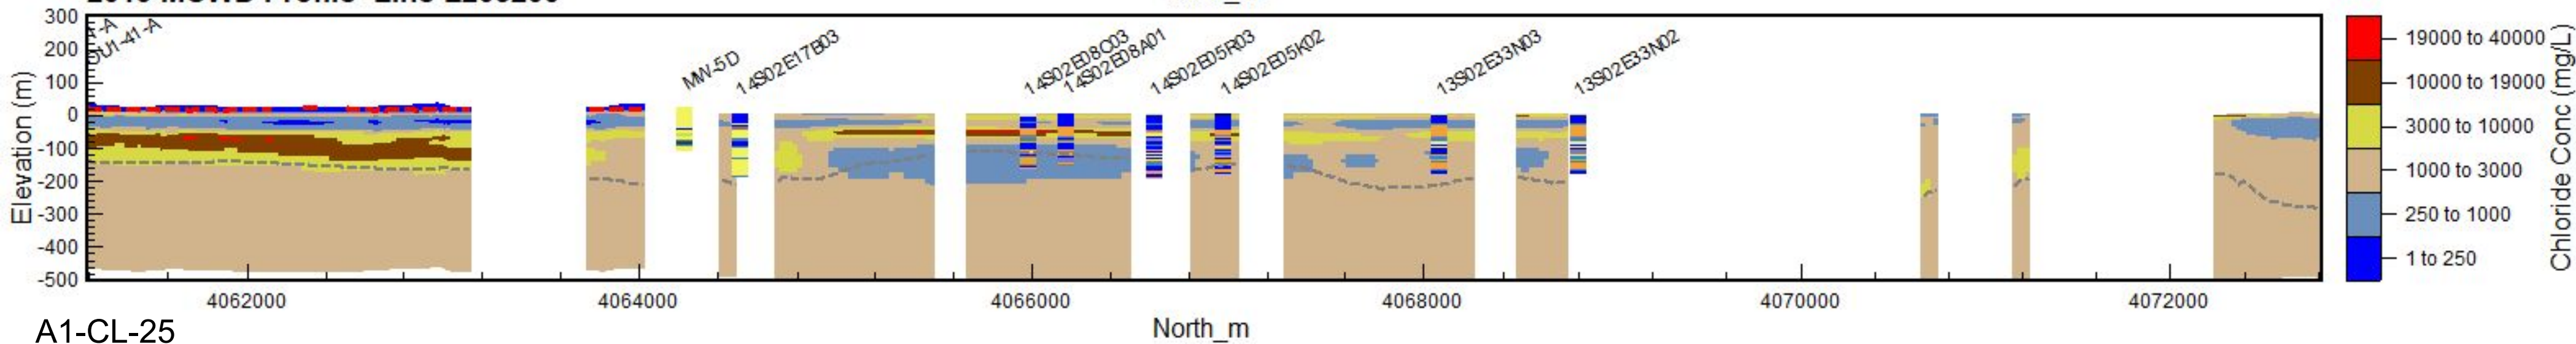 300
200
100
0
-100
-200
-300
-400
-500
Elevation (m)
DU1-41-A
MW-5D
14S02E17B03
14S02E08C03
14S02E08A01
14S02E05R03
14S02E05K02
13S02E33N03
13S02E33N02
4062000
4064000
4066000
4068000
4070000
4072000
North_m
19000 to 40000
10000 to 19000
3000 to 10000
1000 to 3000
250 to 1000
1 to 250
Chloride Conc (mg/L)
A1-CL-25